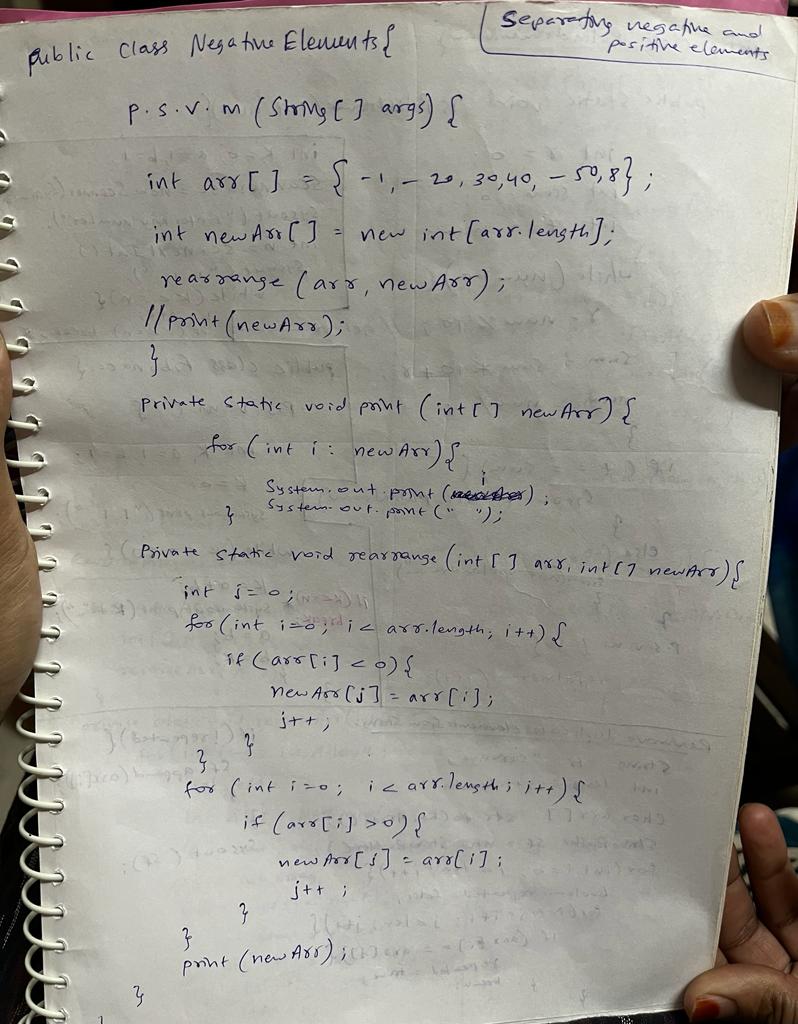 Separating negative and
positive elements
public Class Negative Elements{
p.s.v.m (String[] args) {
int arr[] = { -1, -20, 30,40, -50,8};
int newArr[] = new int[arr.length];
rearrange (arr, newArr);
//print(newArr);
}
private static void print (int[] newArr) {
for (int i : newArr) {
System.out.print (i);
System.out.print (" ");
}
Private static void rearrange (int[] arr, int[] newArr) {
int j=0;
for (int i=0; i< arr.length; i++) {
if (arr[i] < 0) {
newArr[j] = arr[i];
j++;
}
}
for (int i=0; i< arr.length; i++) {
if (arr[i] >0) {
newArr[j] = arr[i];
j++ ;
}
}
print (newArr);
}
}